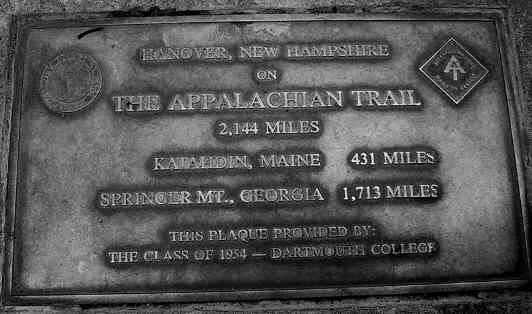 HANOVER, NEW HAMPSHIRE
ON
THE APPALACHIAN TRAIL
2,144 MILES
KATAHDIN, MAINE 431 MILES
SPRINGER MT., GEORGIA 1,713 MILES
THIS PLAQUE PROVIDED BY:
THE CLASS OF 1954 — DARTMOUTH COLLEGE